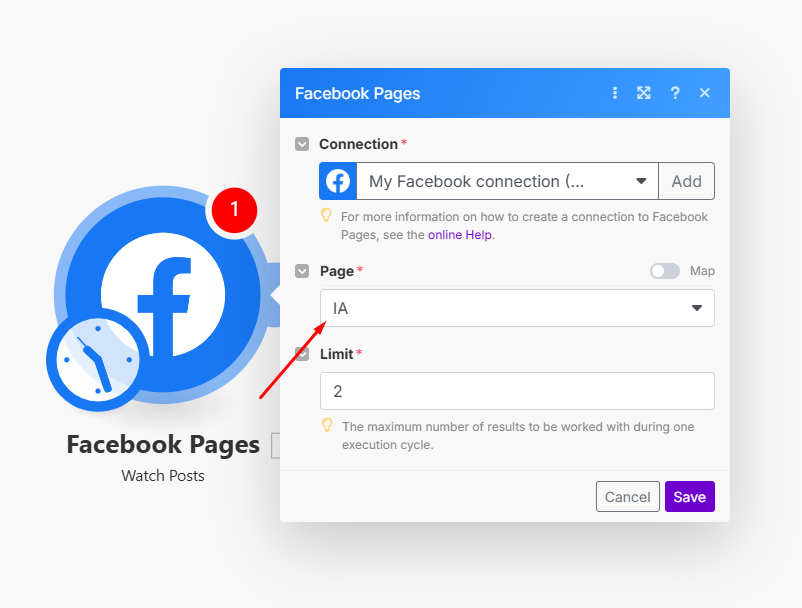 Facebook Pages
?
Connection *
My Facebook connection (...
Add
For more information on how to create a connection to Facebook
Pages, see the online Help.
1
Page *
Map
IA
Limit *
2
The maximum number of results to be worked with during one
execution cycle.
Facebook Pages
Watch Posts
Cancel
Save